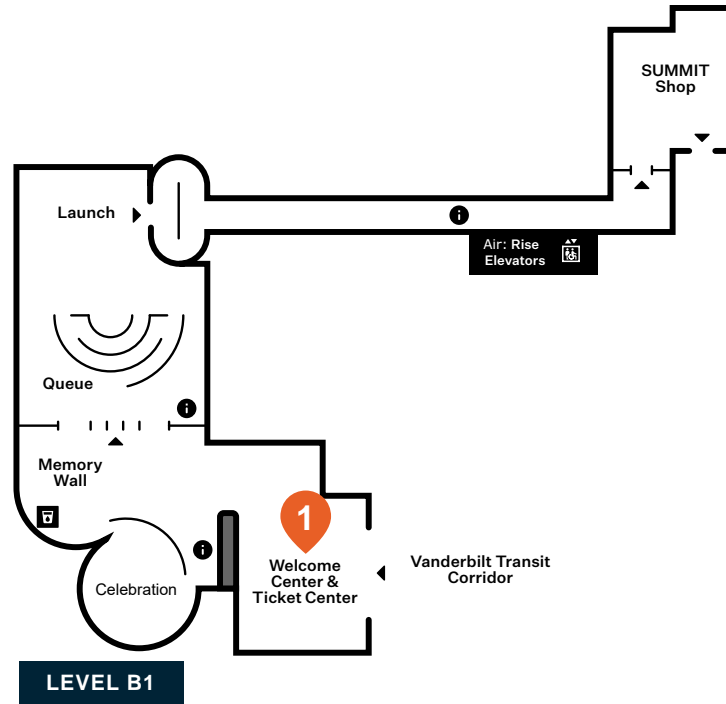 SUMMIT
Shop
Launch
Air: Rise
Elevators
Queue
Memory
Wall
1
Welcome
Center &
Ticket Center
Vanderbilt Transit
Corridor
Celebration
LEVEL B1